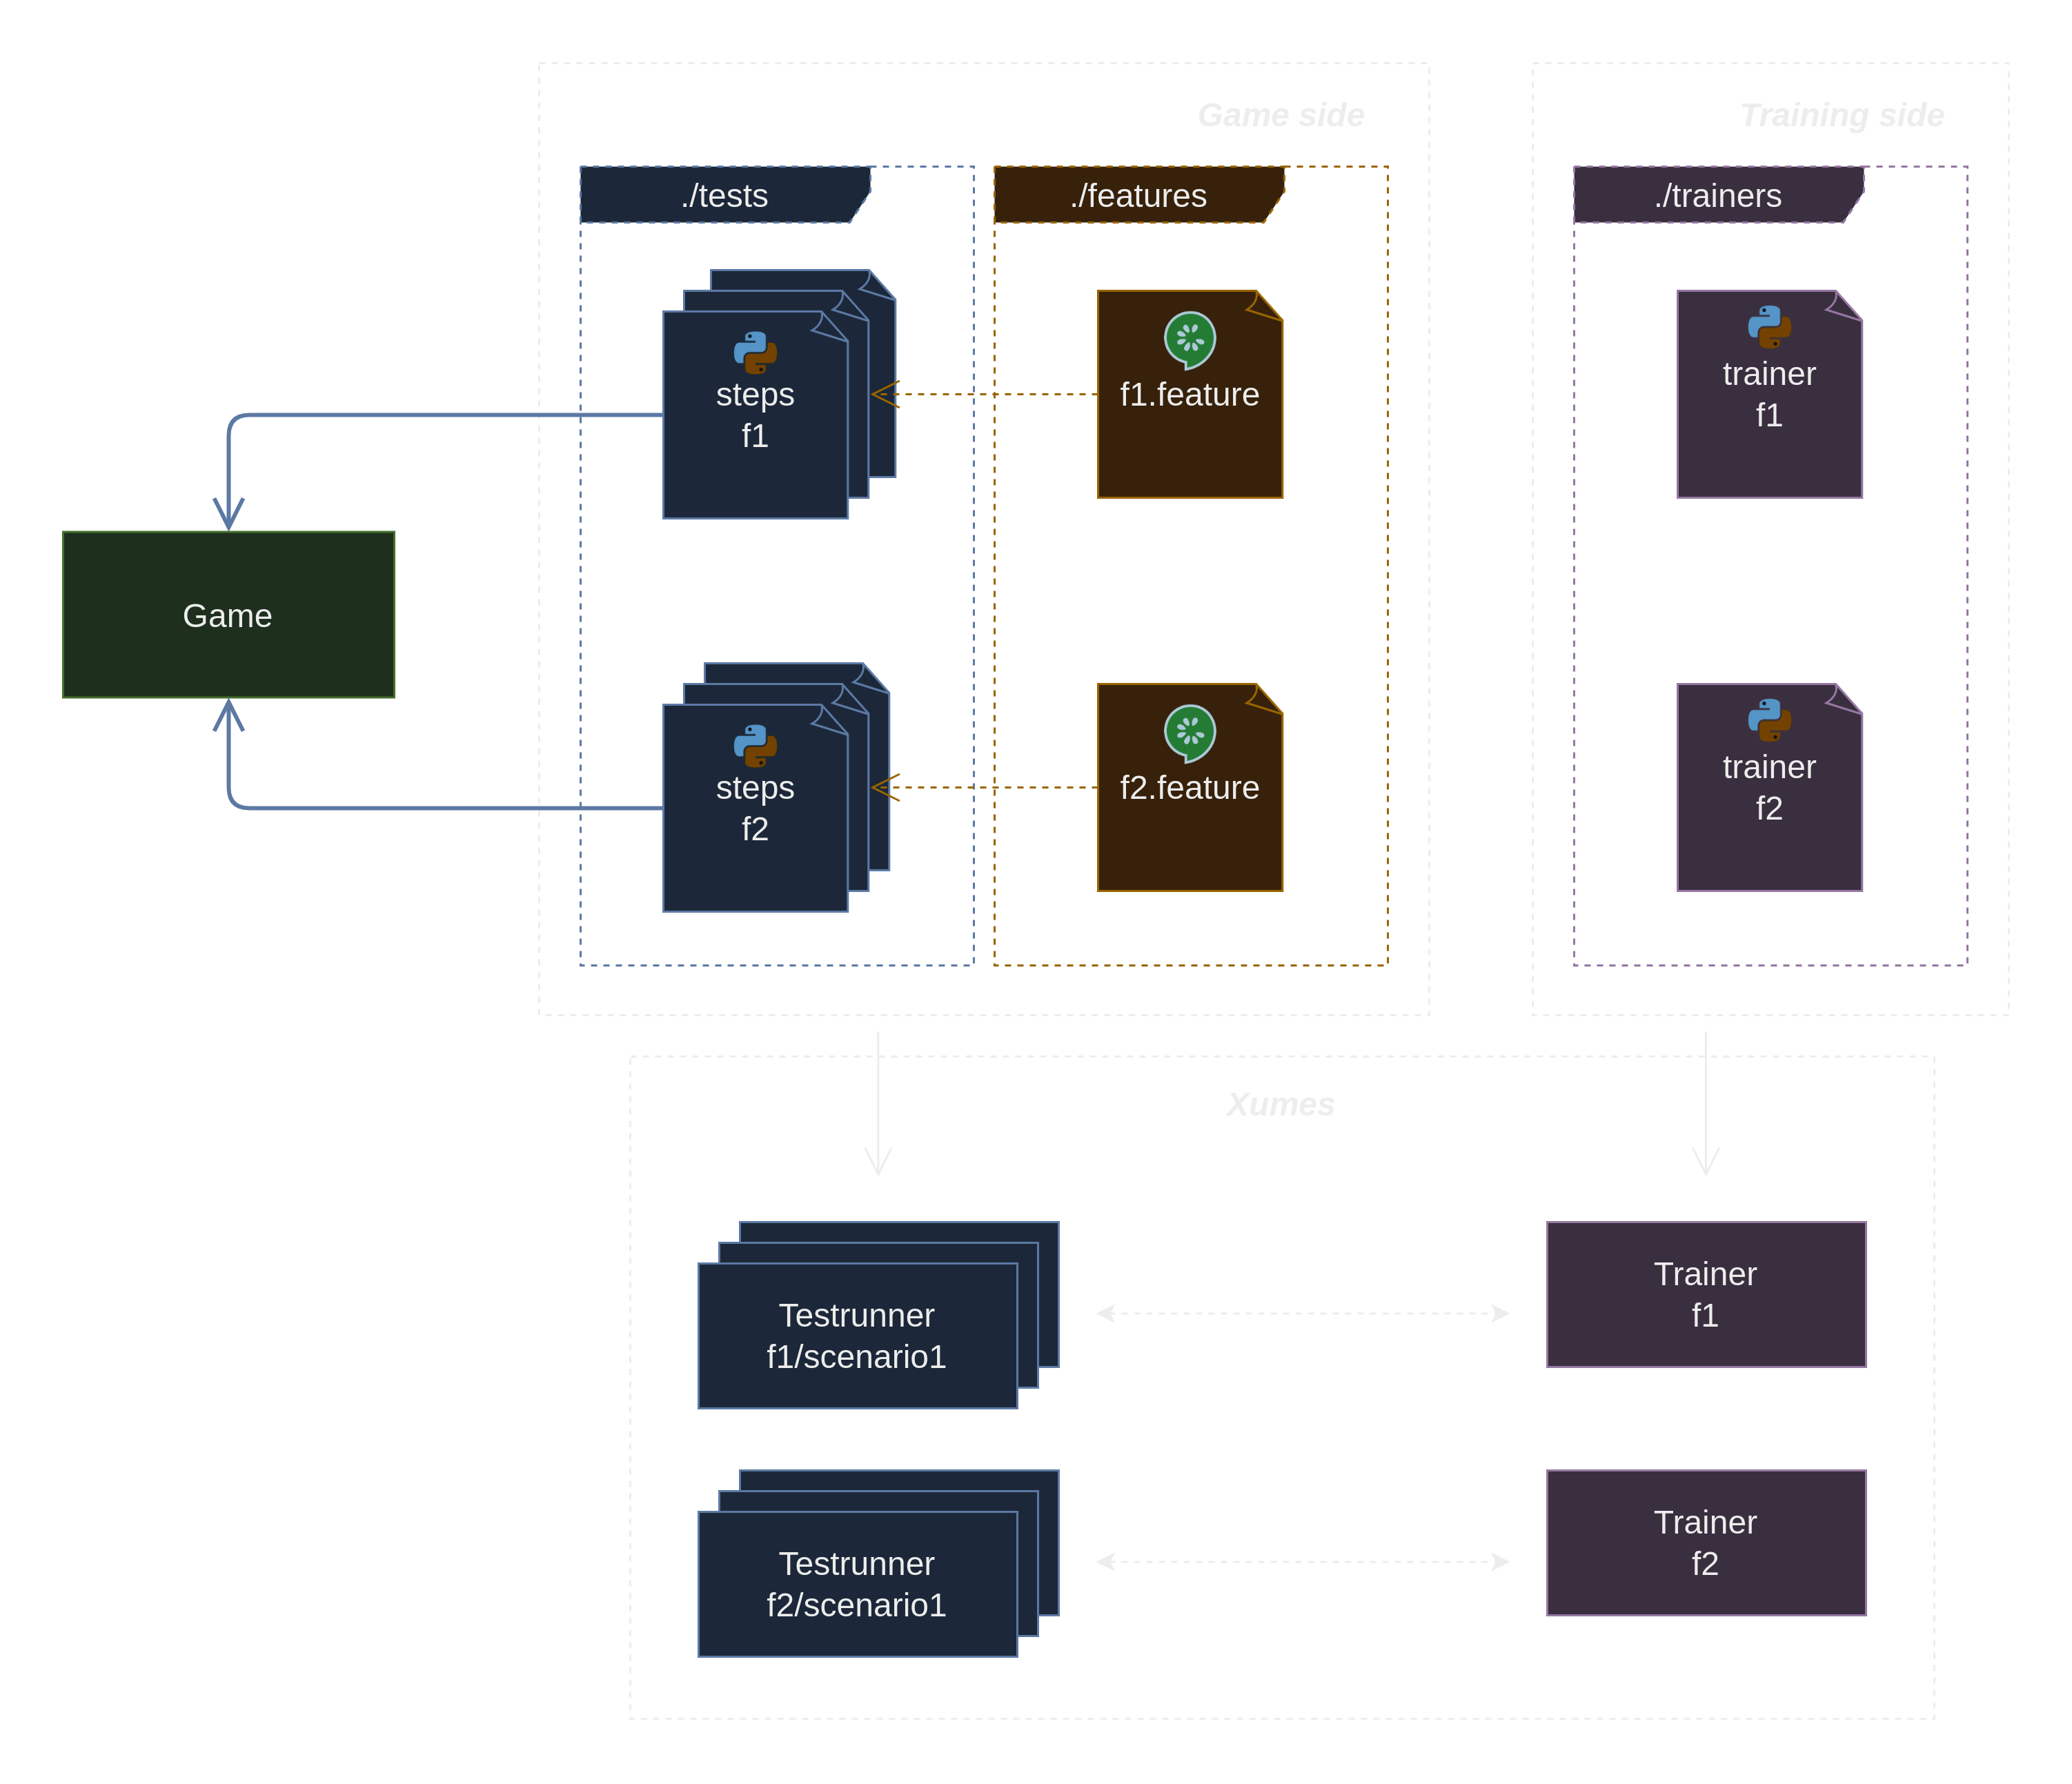 Game side
Training side
./tests
./features
./trainers
steps
f1
f1.feature
trainer
f1
Game
steps
f2
f2.feature
trainer
f2
Xumes
Testrunner
f1/scenario1
Trainer
f1
Testrunner
f2/scenario1
Trainer
f2